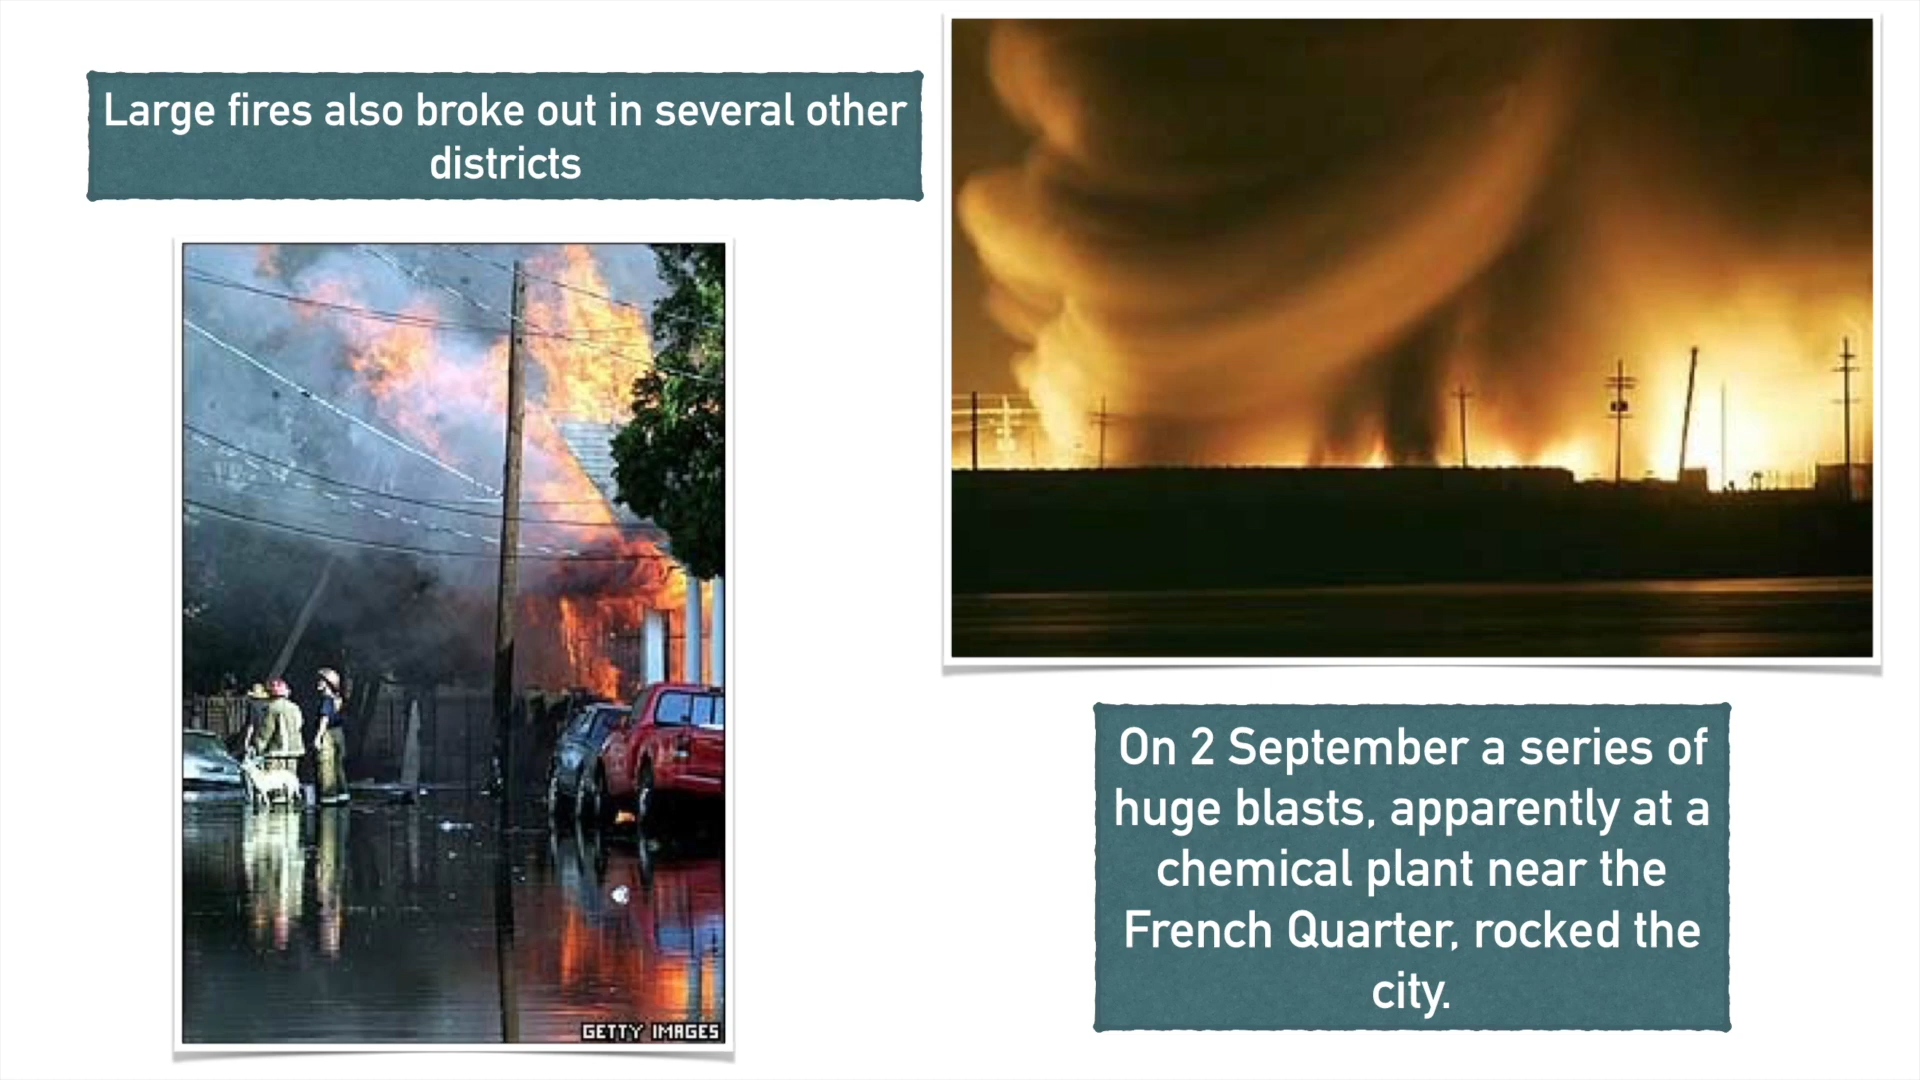 Large fires also broke out in several other
districts
GETTY IMAGES
On 2 September a series of
huge blasts, apparently at a
chemical plant near the
French Quarter, rocked the
city.